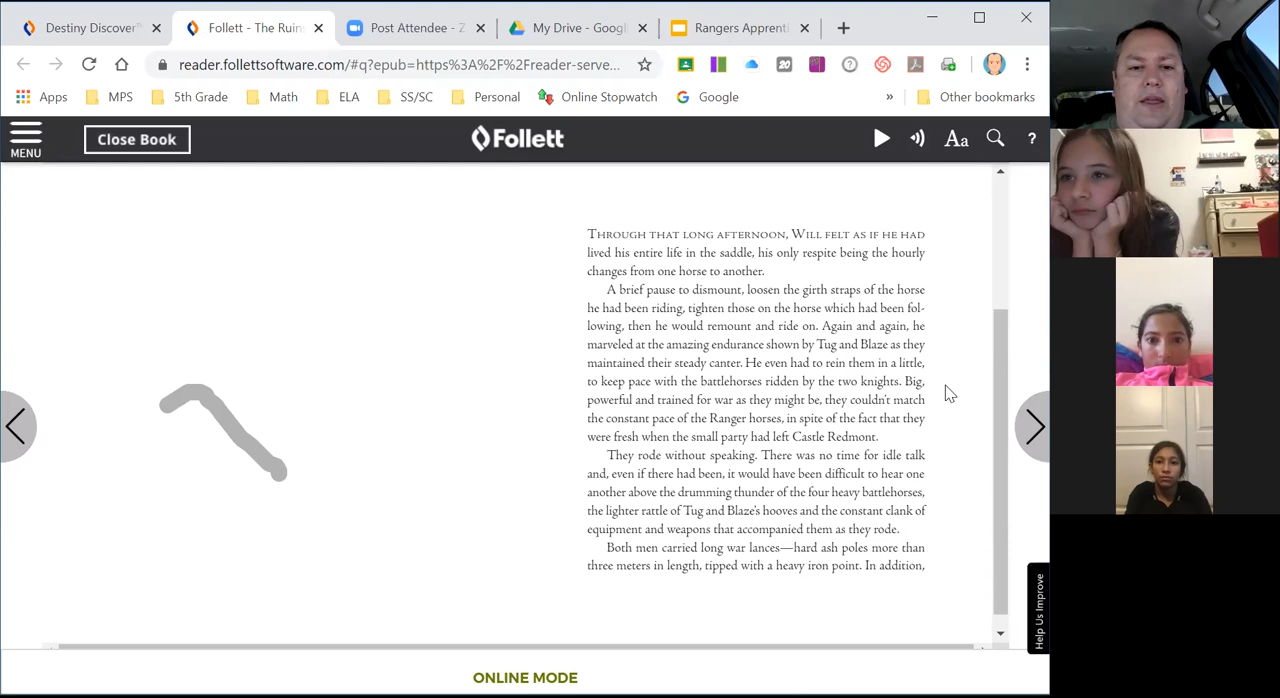 Destiny Discover
Follett - The Ruin
Post Attendee - Z
My Drive - Googl
Rangers Apprenti
reader.follettsoftware.com/#q?epub=https%3A%2F%2Freader-serve...
20
Apps
MPS
5th Grade
Math
ELA
SS/SC
Personal
Online Stopwatch
Google
»
Other bookmarks
MENU
Close Book
Follett
Aa
?
THROUGH THAT LONG AFTERNOON, WILL FELT AS IF HE HAD
lived his entire life in the saddle, his only respite being the hourly
changes from one horse to another.
A brief pause to dismount, loosen the girth straps of the horse
he had been riding, tighten those on the horse which had been fol-
lowing, then he would remount and ride on. Again and again, he
marveled at the amazing endurance shown by Tug and Blaze as they
maintained their steady canter. He even had to rein them in a little,
to keep pace with the battlehorses ridden by the two knights. Big,
powerful and trained for war as they might be, they couldn't match
the constant pace of the Ranger horses, in spite of the fact that they
were fresh when the small party had left Castle Redmont.
They rode without speaking. There was no time for idle talk
and, even if there had been, it would have been difficult to hear one
another above the drumming thunder of the four heavy battlehorses,
the lighter rattle of Tug and Blaze's hooves and the constant clank of
equipment and weapons that accompanied them as they rode.
Both men carried long war lances—hard ash poles more than
three meters in length, tipped with a heavy iron point. In addition,
Help Us Improve
ONLINE MODE